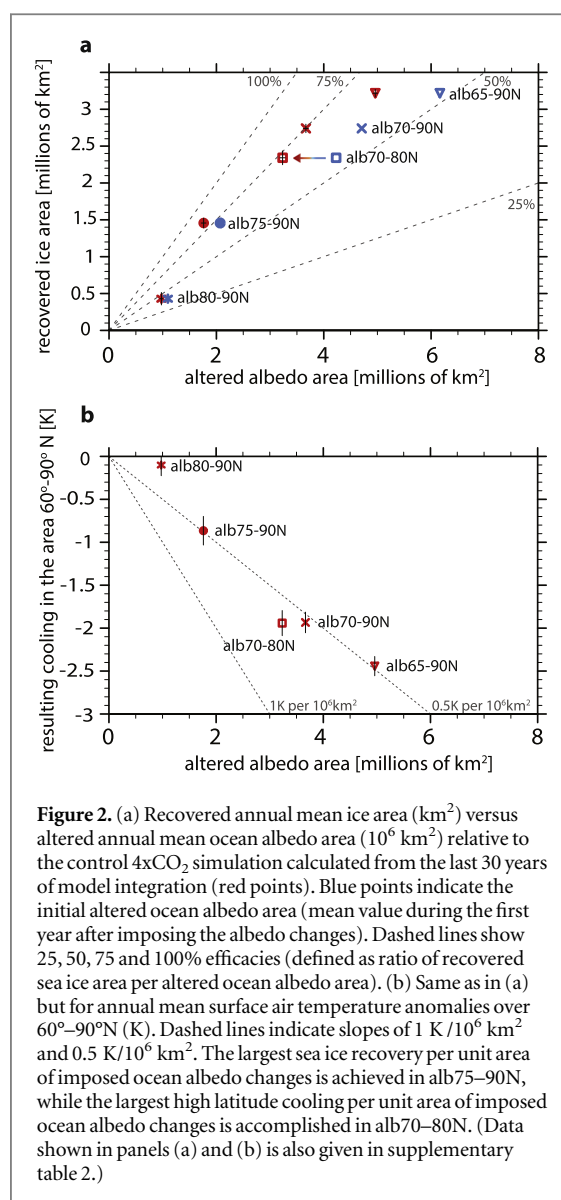 a
recovered ice area [millions of km²]
100%
75%
50%
25%
3
2.5
2
1.5
1
0.5
0
alb65-90N
alb70-90N
alb70-80N
alb75-90N
alb80-90N
0 2 4 6 8
altered albedo area [millions of km²]
b
resulting cooling in the area 60°-90° N [K]
0
-0.5
-1
-1.5
-2
-2.5
-3
alb80-90N
alb75-90N
alb70-90N
alb70-80N
alb65-90N
1K per 10⁶km²
0.5K per 10⁶km²
0 2 4 6 8
altered albedo area [millions of km²]
Figure 2. (a) Recovered annual mean ice area (km²) versus
altered annual mean ocean albedo area (10⁶ km²) relative to
the control 4xCO₂ simulation calculated from the last 30 years
of model integration (red points). Blue points indicate the
initial altered ocean albedo area (mean value during the first
year after imposing the albedo changes). Dashed lines show
25, 50, 75 and 100% efficacies (defined as ratio of recovered
sea ice area per altered ocean albedo area). (b) Same as in (a)
but for annual mean surface air temperature anomalies over
60°–90°N (K). Dashed lines indicate slopes of 1 K /10⁶ km²
and 0.5 K/10⁶ km². The largest sea ice recovery per unit area
of imposed ocean albedo changes is achieved in alb75–90N,
while the largest high latitude cooling per unit area of imposed
ocean albedo changes is accomplished in alb70–80N. (Data
shown in panels (a) and (b) is also given in supplementary
table 2.)